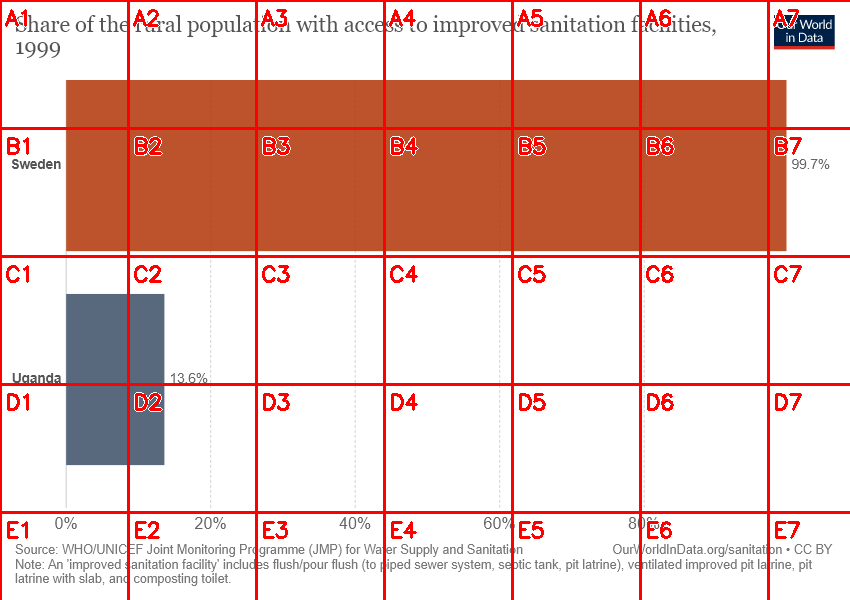 Share of the rural population with access to improved sanitation facilities,
1999
Our World
in Data
Sweden
99.7%
Uganda
13.6%
0%
20%
40%
60%
80%
Source: WHO/UNICEF Joint Monitoring Programme (JMP) for Water Supply and Sanitation
OurWorldInData.org/sanitation • CC BY
Note: An 'improved sanitation facility' includes flush/pour flush (to piped sewer system, septic tank, pit latrine), ventilated improved pit latrine, pit
latrine with slab, and composting toilet.
A1 A2 A3 A4 A5 A6 A7
B1 B2 B3 B4 B5 B6 B7
C1 C2 C3 C4 C5 C6 C7
D1 D2 D3 D4 D5 D6 D7
E1 E2 E3 E4 E5 E6 E7